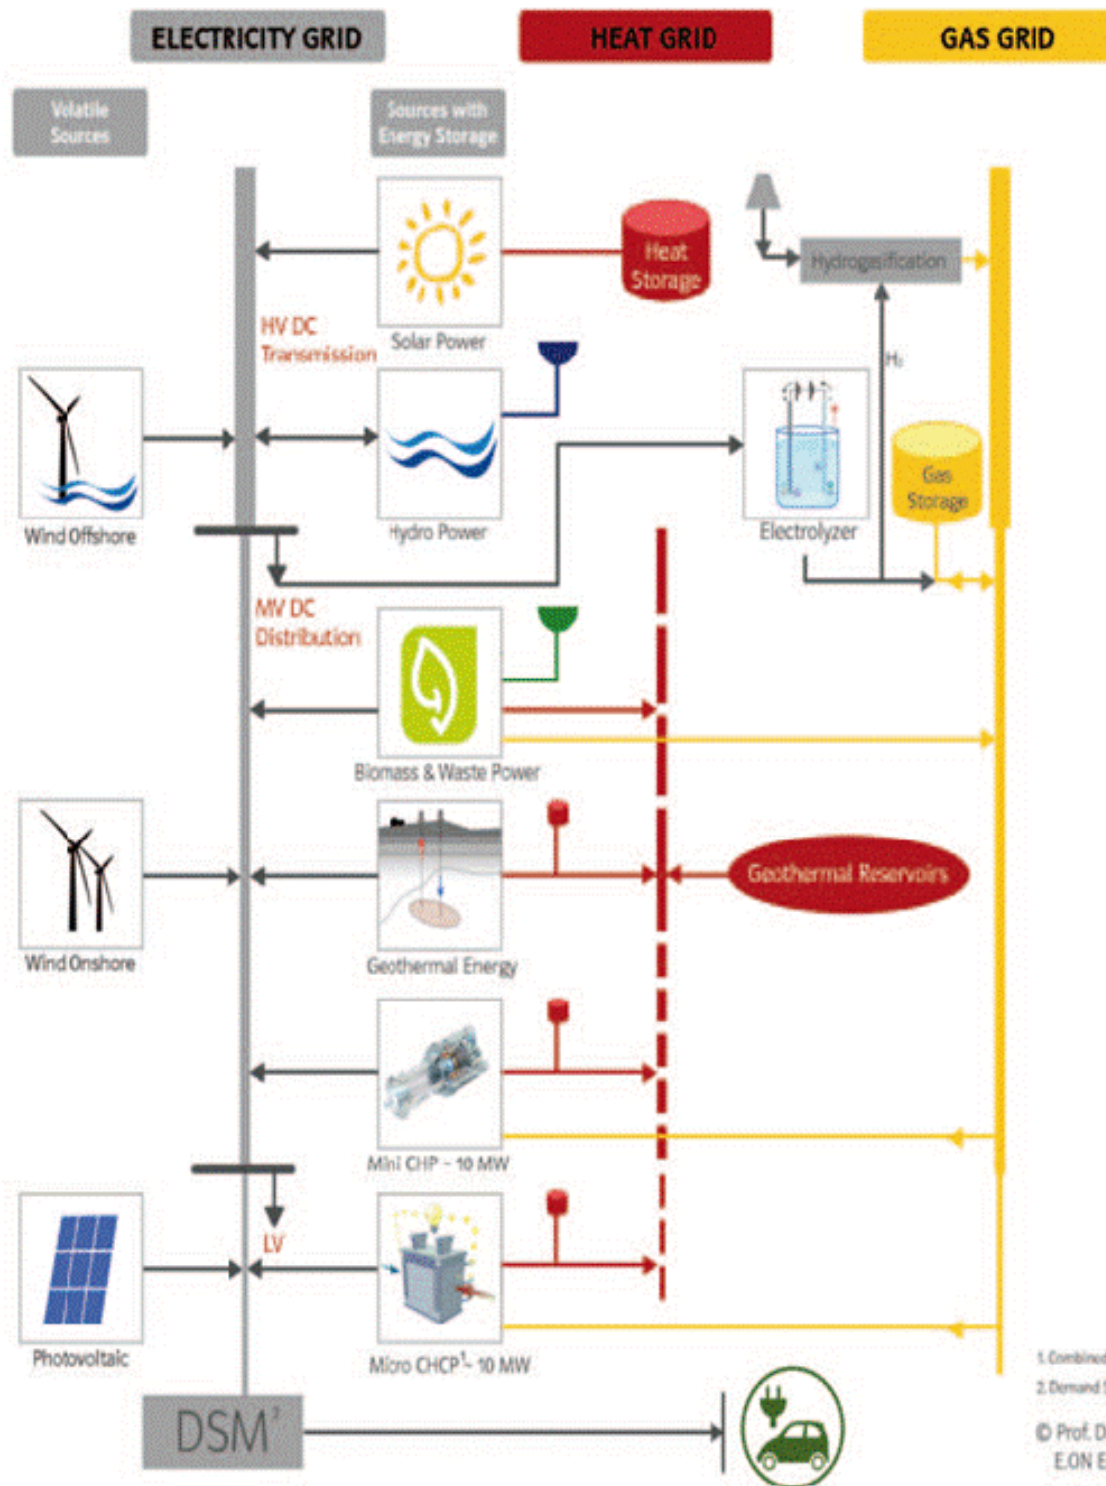 ELECTRICITY GRID
HEAT GRID
GAS GRID
Volatile
Sources
Sources with
Energy Storage
Heat
Storage
Hydrogasification
Solar Power
HV DC
Transmission
H₂
Gas
Storage
Wind Offshore
Hydro Power
Electrolyzer
MV DC
Distribution
Biomass & Waste Power
Geothermal Reservoirs
Wind Onshore
Geothermal Energy
Mini CHP ~ 10 MW
LV
Photovoltaic
Micro CHCP¹~ 10 MW
1. Combined
2. Demand S
DSM²
© Prof. D
E.ON E